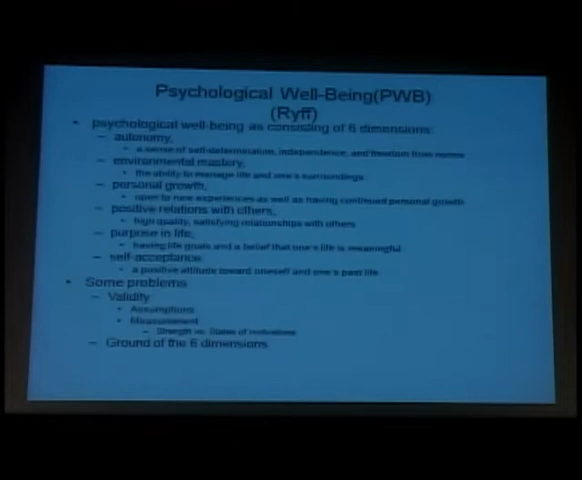 Psychological Well-Being(PWB)
(Ryff)
• psychological well-being as consisting of 6 dimensions:
– autonomy,
• a sense of self-determination, independence, and freedom from norms
– environmental mastery,
• the ability to manage life and one's surroundings
– personal growth,
• open to new experiences as well as having continued personal growth
– positive relations with others,
• high quality, satisfying relationships with others
– purpose in life,
• having life goals and a belief that one's life is meaningful
– self-acceptance
• a positive attitude toward oneself and one's past life
• Some problems
– Validity
• Assumptions
• Measurement
– Strength vs. Status of motivations
– Ground of the 6 dimensions